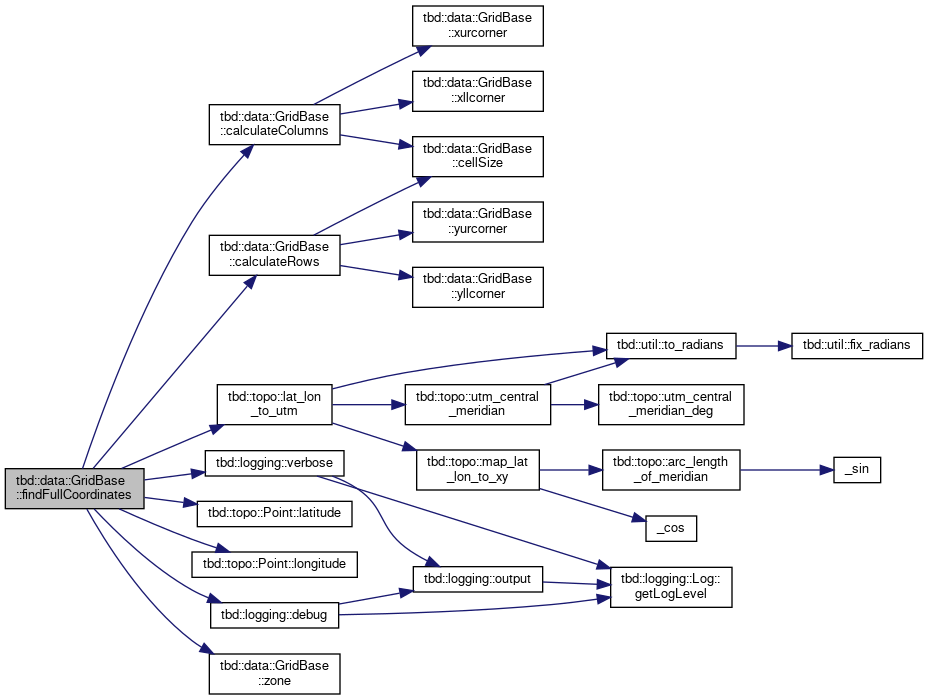 tbd::data::GridBase
::findFullCoordinates
tbd::data::GridBase
::calculateColumns
tbd::data::GridBase
::calculateRows
tbd::topo::lat_lon
_to_utm
tbd::logging::verbose
tbd::topo::Point::latitude
tbd::topo::Point::longitude
tbd::logging::debug
tbd::data::GridBase
::zone
tbd::data::GridBase
::xurcorner
tbd::data::GridBase
::xllcorner
tbd::data::GridBase
::cellSize
tbd::data::GridBase
::yurcorner
tbd::data::GridBase
::yllcorner
tbd::topo::utm_central
_meridian
tbd::topo::map_lat
_lon_to_xy
tbd::logging::output
tbd::util::to_radians
tbd::topo::utm_central
_meridian_deg
tbd::topo::arc_length
_of_meridian
_cos
tbd::logging::Log::
getLogLevel
tbd::util::fix_radians
_sin